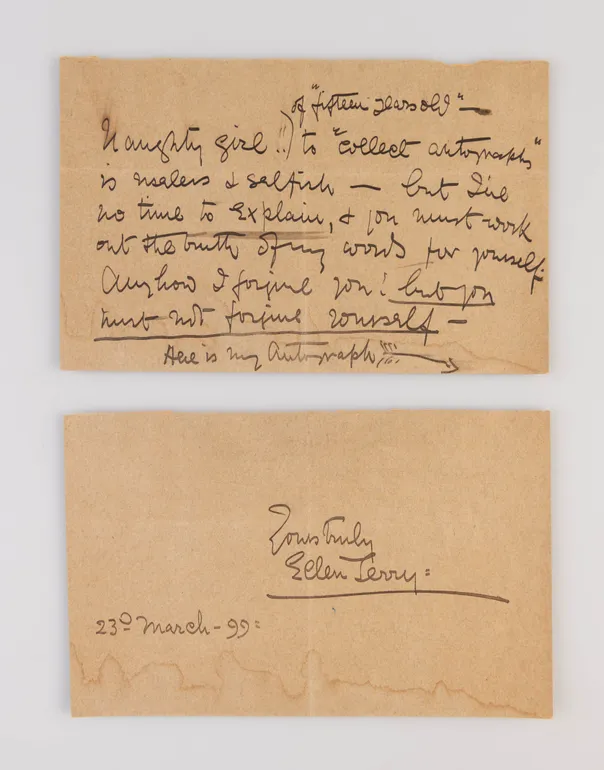 of "fifteen years old" —
Naughty girl!!) to "collect autographs"
is useless & selfish — but I've
no time to explain, & you must work
out the truth of my words for yourself.
Anyhow I forgive you! but you
must not forgive yourself —
Here is my Autograph
Yours truly
Ellen Terry:
23º March - 99: